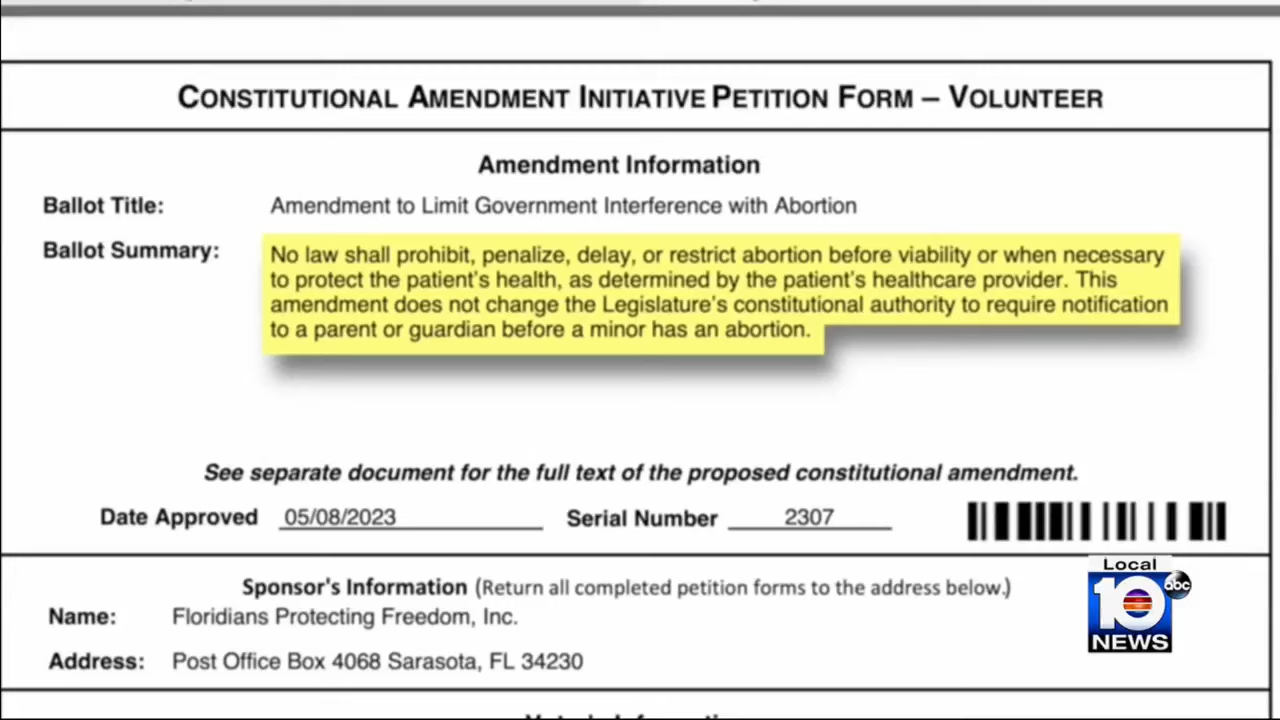 CONSTITUTIONAL AMENDMENT INITIATIVE PETITION FORM – VOLUNTEER
Amendment Information
Ballot Title: Amendment to Limit Government Interference with Abortion
Ballot Summary: No law shall prohibit, penalize, delay, or restrict abortion before viability or when necessary
to protect the patient's health, as determined by the patient's healthcare provider. This
amendment does not change the Legislature's constitutional authority to require notification
to a parent or guardian before a minor has an abortion.
See separate document for the full text of the proposed constitutional amendment.
Date Approved 05/08/2023 Serial Number 2307
Sponsor's Information (Return all completed petition forms to the address below.)
Name: Floridians Protecting Freedom, Inc.
Address: Post Office Box 4068 Sarasota, FL 34230
Local
10 abc
NEWS